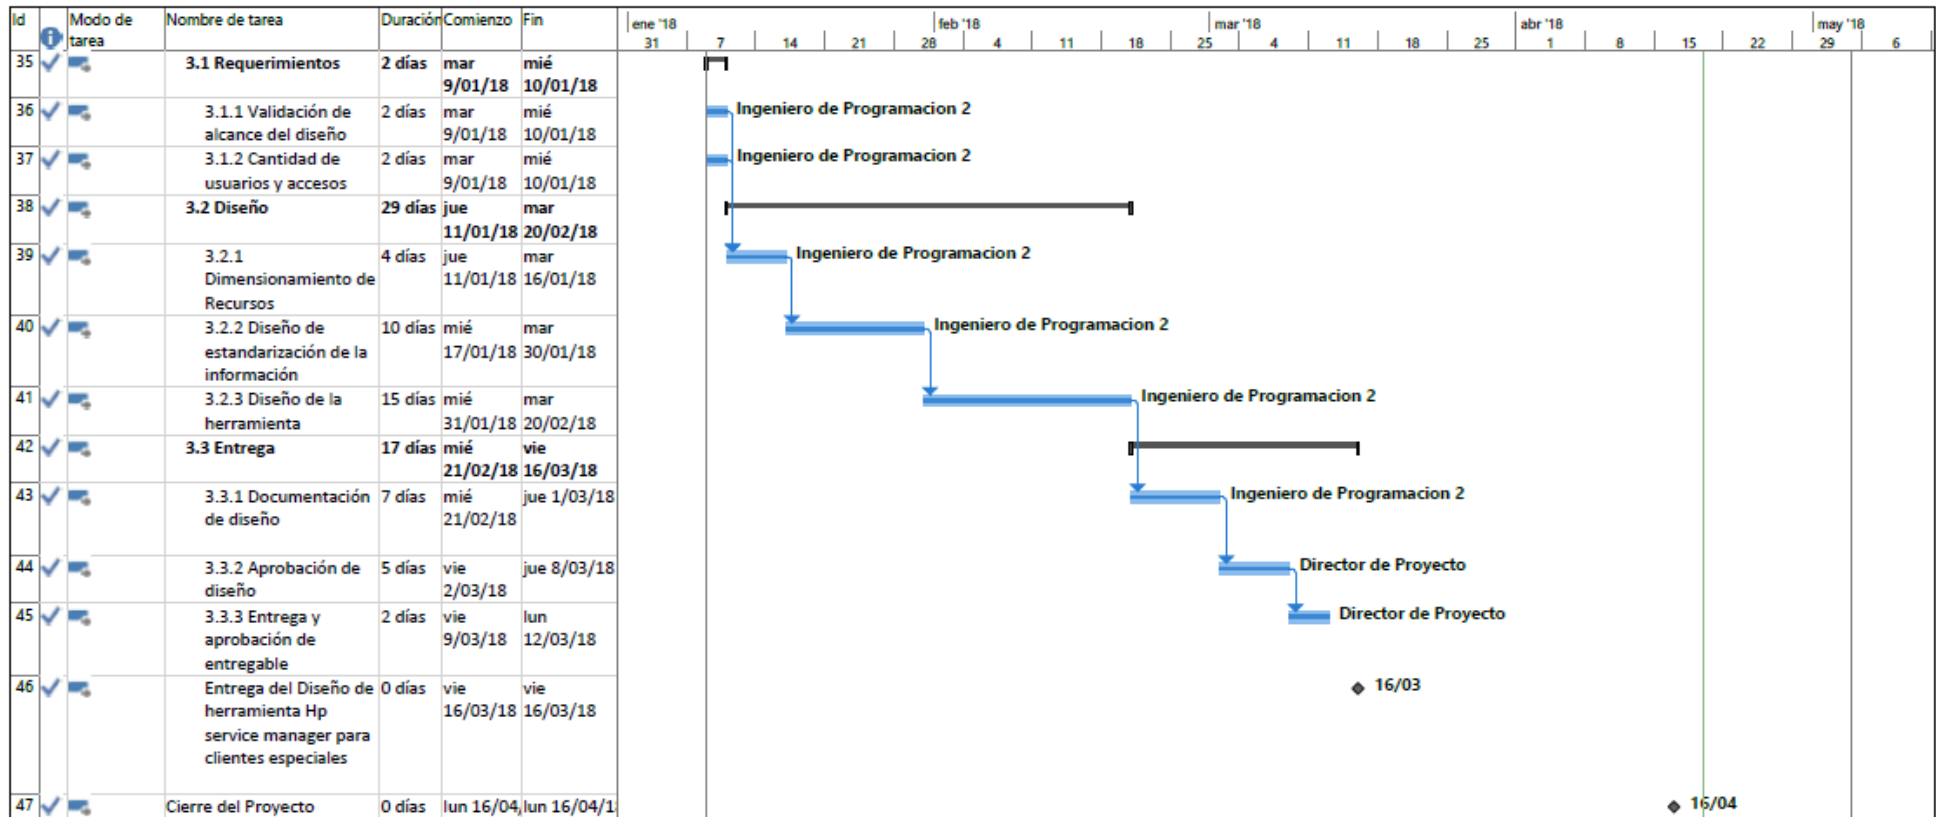 Id Modo de tarea Nombre de tarea Duración Comienzo Fin
ene '18 feb '18 mar '18 abr '18 may '18
31 7 14 21 28 4 11 18 25 4 11 18 25 1 8 15 22 29 6
35 3.1 Requerimientos 2 días mar 9/01/18 mié 10/01/18
36 3.1.1 Validación de alcance del diseño 2 días mar 9/01/18 mié 10/01/18 Ingeniero de Programacion 2
37 3.1.2 Cantidad de usuarios y accesos 2 días mar 9/01/18 mié 10/01/18 Ingeniero de Programacion 2
38 3.2 Diseño 29 días jue 11/01/18 mar 20/02/18
39 3.2.1 Dimensionamiento de Recursos 4 días jue 11/01/18 mar 16/01/18 Ingeniero de Programacion 2
40 3.2.2 Diseño de estandarización de la información 10 días mié 17/01/18 mar 30/01/18 Ingeniero de Programacion 2
41 3.2.3 Diseño de la herramienta 15 días mié 31/01/18 mar 20/02/18 Ingeniero de Programacion 2
42 3.3 Entrega 17 días mié 21/02/18 vie 16/03/18
43 3.3.1 Documentación de diseño 7 días mié 21/02/18 jue 1/03/18 Ingeniero de Programacion 2
44 3.3.2 Aprobación de diseño 5 días vie 2/03/18 jue 8/03/18 Director de Proyecto
45 3.3.3 Entrega y aprobación de entregable 2 días vie 9/03/18 lun 12/03/18 Director de Proyecto
46 Entrega del Diseño de herramienta Hp service manager para clientes especiales 0 días vie 16/03/18 vie 16/03/18 16/03
47 Cierre del Proyecto 0 días lun 16/04/ lun 16/04/1 16/04